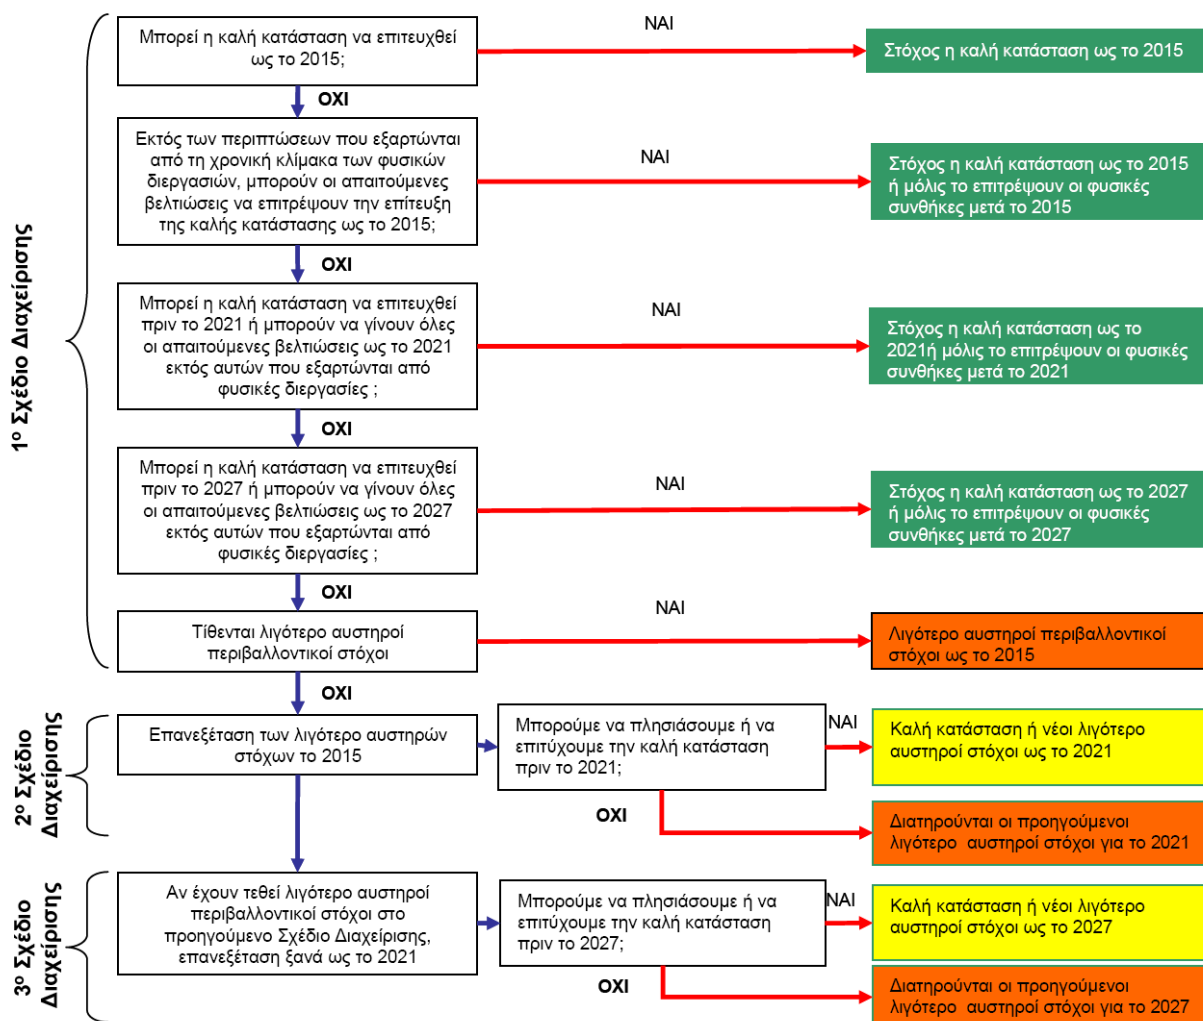 1ο Σχέδιο Διαχείρισης
Μπορεί η καλή κατάσταση να επιτευχθεί
ως το 2015;
ΝΑΙ
Στόχος η καλή κατάσταση ως το 2015
ΟΧΙ
Εκτός των περιπτώσεων που εξαρτώνται
από τη χρονική κλίμακα των φυσικών
διεργασιών, μπορούν οι απαιτούμενες
βελτιώσεις να επιτρέψουν την επίτευξη
της καλής κατάστασης ως το 2015;
ΝΑΙ
Στόχος η καλή κατάσταση ως το 2015
ή μόλις το επιτρέψουν οι φυσικές
συνθήκες μετά το 2015
ΟΧΙ
Μπορεί η καλή κατάσταση να επιτευχθεί
πριν το 2021 ή μπορούν να γίνουν όλες
οι απαιτούμενες βελτιώσεις ως το 2021
εκτός αυτών που εξαρτώνται από
φυσικές διεργασίες ;
ΝΑΙ
Στόχος η καλή κατάσταση ως το
2021ή μόλις το επιτρέψουν οι φυσικές
συνθήκες μετά το 2021
ΟΧΙ
Μπορεί η καλή κατάσταση να επιτευχθεί
πριν το 2027 ή μπορούν να γίνουν όλες
οι απαιτούμενες βελτιώσεις ως το 2027
εκτός αυτών που εξαρτώνται από
φυσικές διεργασίες ;
ΝΑΙ
Στόχος η καλή κατάσταση ως το 2027
ή μόλις το επιτρέψουν οι φυσικές
συνθήκες μετά το 2027
ΟΧΙ
Τίθενται λιγότερο αυστηροί
περιβαλλοντικοί στόχοι
ΝΑΙ
Λιγότερο αυστηροί περιβαλλοντικοί
στόχοι ως το 2015
ΟΧΙ
2ο Σχέδιο
Διαχείρισης
Επανεξέταση των λιγότερο αυστηρών
στόχων το 2015
Μπορούμε να πλησιάσουμε ή να
επιτύχουμε την καλή κατάσταση
πριν το 2021;
ΝΑΙ
Καλή κατάσταση ή νέοι λιγότερο
αυστηροί στόχοι ως το 2021
ΟΧΙ
Διατηρούνται οι προηγούμενοι
λιγότερο αυστηροί στόχοι για το 2021
3ο Σχέδιο
Διαχείρισης
Αν έχουν τεθεί λιγότερο αυστηροί
περιβαλλοντικοί στόχοι στο
προηγούμενο Σχέδιο Διαχείρισης,
επανεξέταση ξανά ως το 2021
Μπορούμε να πλησιάσουμε ή να
επιτύχουμε την καλή κατάσταση
πριν το 2027;
ΝΑΙ
Καλή κατάσταση ή νέοι λιγότερο
αυστηροί στόχοι ως το 2027
ΟΧΙ
Διατηρούνται οι προηγούμενοι
λιγότερο αυστηροί στόχοι για το 2027